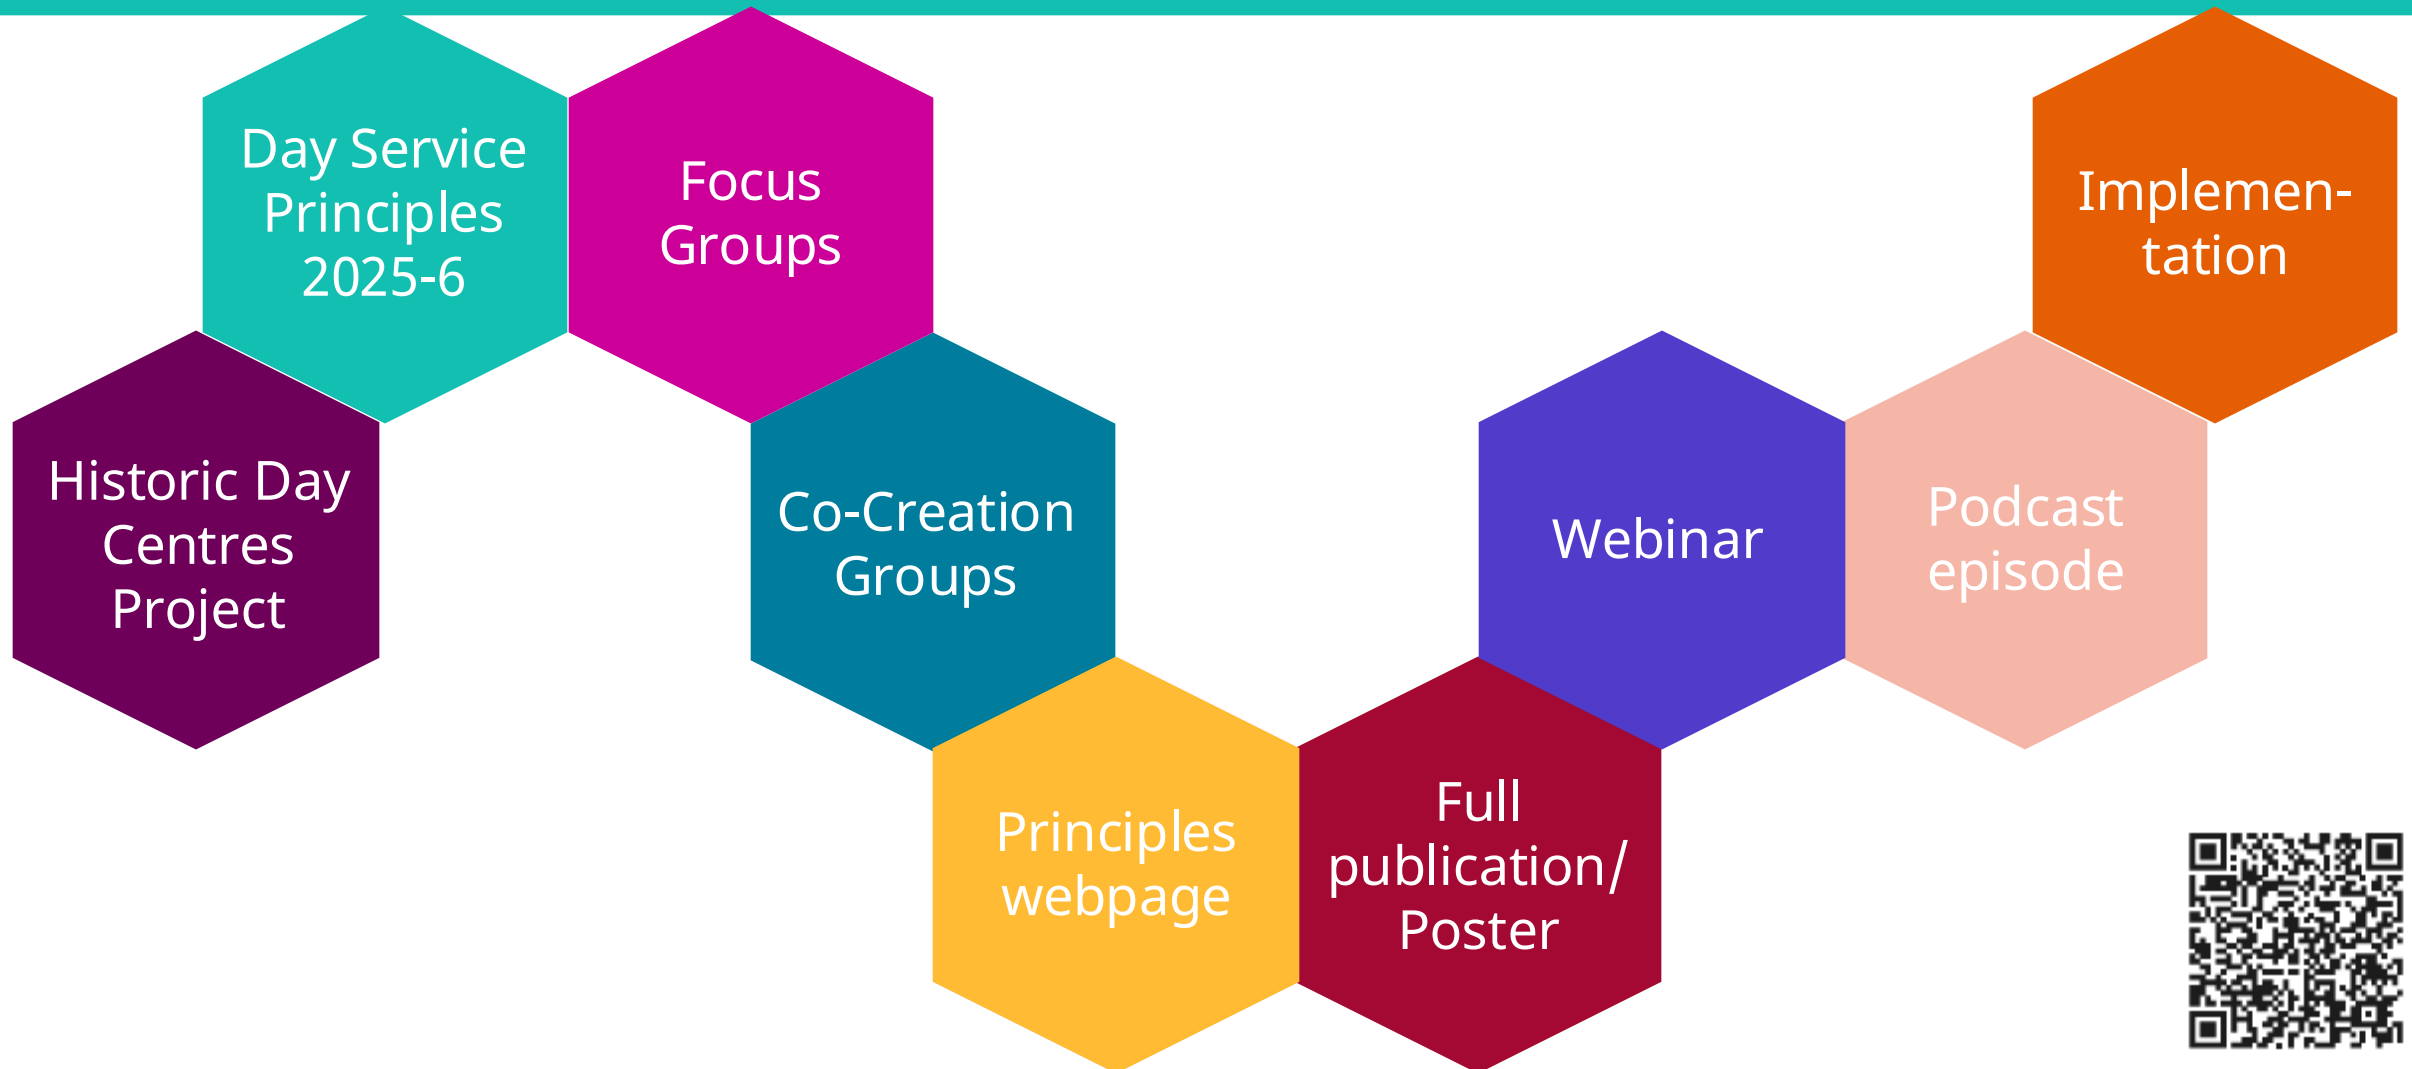 Historic Day
Centres
Project
Day Service
Principles
2025-6
Focus
Groups
Co-Creation
Groups
Principles
webpage
Full
publication/
Poster
Webinar
Podcast
episode
Implemen-
tation